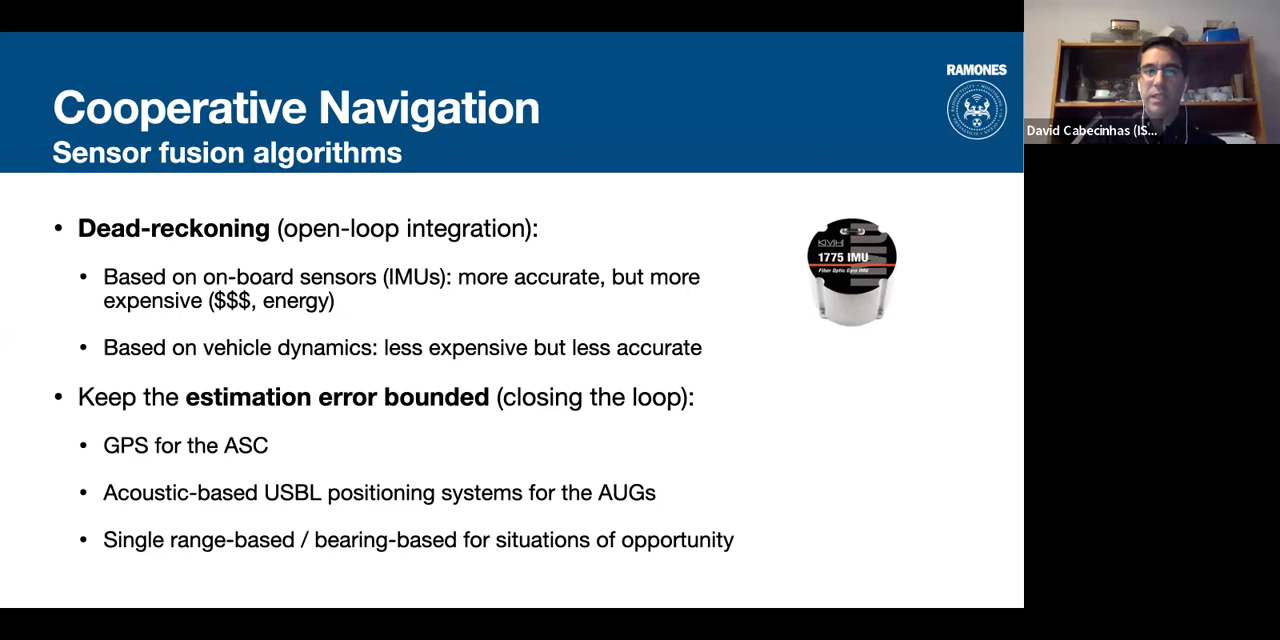 RAMONES
Cooperative Navigation
Sensor fusion algorithms
David Cabecinhas (IS...
• Dead-reckoning (open-loop integration):
• Based on on-board sensors (IMUs): more accurate, but more
expensive ($$$, energy)
• Based on vehicle dynamics: less expensive but less accurate
• Keep the estimation error bounded (closing the loop):
• GPS for the ASC
• Acoustic-based USBL positioning systems for the AUGs
• Single range-based / bearing-based for situations of opportunity
KVH
1775 IMU
Fiber Optic Gyro IMU